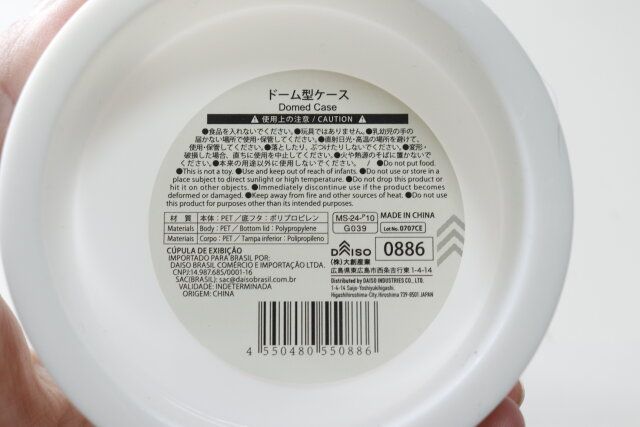 ドーム型ケース
Domed Case
⚠ 使用上の注意 / CAUTION ⚠
●食品を入れないでください。●玩具ではありません。●乳幼児の手の
届かない場所で使用・保管してください。●直射日光・高温の場所を避けて、
使用・保管してください。●落としたり、ぶつけたりしないでください。●変形・
破損した場合、直ちに使用を中止してください。●火や熱源のそばに置かないで
ください。●本来の用途以外に使用しないでください。/ ●Do not put food.
●This is not a toy. ●Use and keep out of reach of infants. ●Do not use or store in a
place subject to direct sunlight or high temperature. ●Do not drop this product or
hit it on other objects. ●Immediately discontinue use if the product becomes
deformed or damaged. ●Keep away from fire and other sources of heat. ●Do not use
this product for purposes other than its intended purposes.
材 質 本体:PET／底フタ:ポリプロピレン
Materials Body : PET / Bottom lid : Polypropylene
Materiais Corpo : PET / Tampa inferior : Polipropileno
MS-24-P10
G039
MADE IN CHINA
Lot No. 0707CE
CÚPULA DE EXIBIÇÃO
IMPORTADO PARA BRASIL POR:
DAISO BRASIL COMÉRCIO E IMPORTAÇÃO LTDA.
CNPJ:14,987,685/0001-16
SAC(BRASIL): sac@daisobrasil.com.br
VALIDADE: INDETERMINADA
ORIGEM: CHINA
DAISO
(株)大創産業
0886
広島県東広島市西条吉行東1-4-14
Distributed by DAISO INDUSTRIES CO., LTD.
1-4-14 Saijo-Yoshiyukihigashi,
Higashihiroshima-City, Hiroshima 739-8501 JAPAN
4 550480 550886